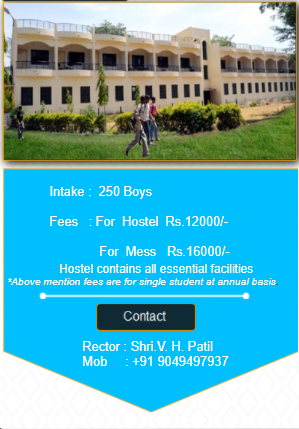 Intake : 250 Boys
Fees : For Hostel Rs.12000/-
For Mess Rs.16000/-
Hostel contains all essential facilities
*Above mention fees are for single student at annual basis
Contact
Rector : Shri.V. H. Patil
Mob : +91 9049497937